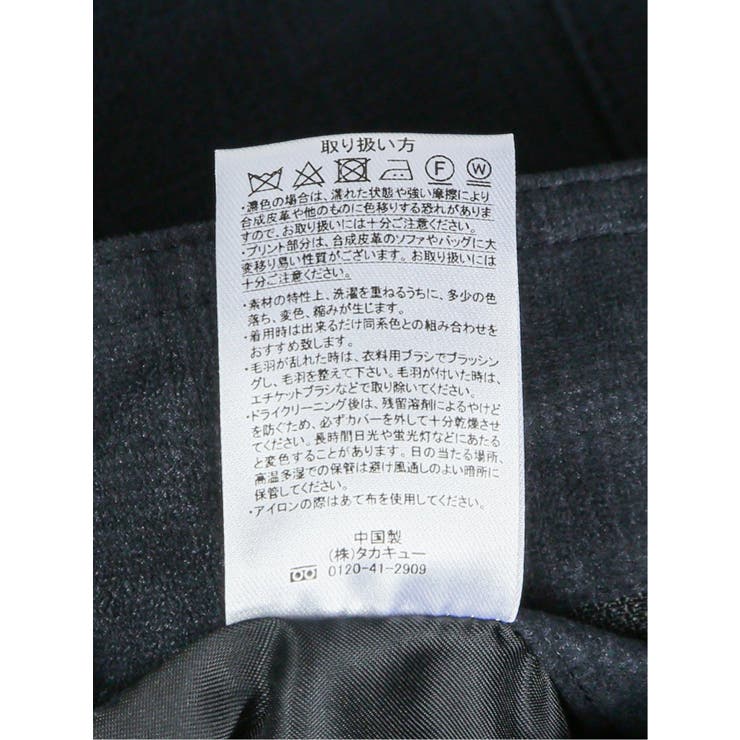 取り扱い方
F W
・濃色の場合は、濡れた状態や強い摩擦により
合成皮革や他のものに色移りする恐れがありま
すので、お取り扱いには十分ご注意ください。
・プリント部分は、合成皮革のソファやバッグに大
変移り易い性質がございます。お取り扱いには
十分ご注意ください。
・素材の特性上、洗濯を重ねるうちに、多少の色
落ち、変色、縮みが生じます。
・着用時は出来るだけ同系色との組み合わせを
おすすめ致します。
・毛羽が乱れた時は、衣料用ブラシでブラッシン
グし、毛羽を整えて下さい。毛羽が付いた時は、
エチケットブラシなどで取り除いてください。
・ドライクリーニング後は、残留溶剤によるやけど
を防ぐため、必ずカバーを外して十分乾燥させ
てください。長時間日光や蛍光灯などにあたる
と変色することがあります。日の当たる場所、
高温多湿での保管は避け風通しのよい暗所に
保管してください。
・アイロンの際はあて布を使用してください。
中国製
(株)タカキュー
0120-41-2909